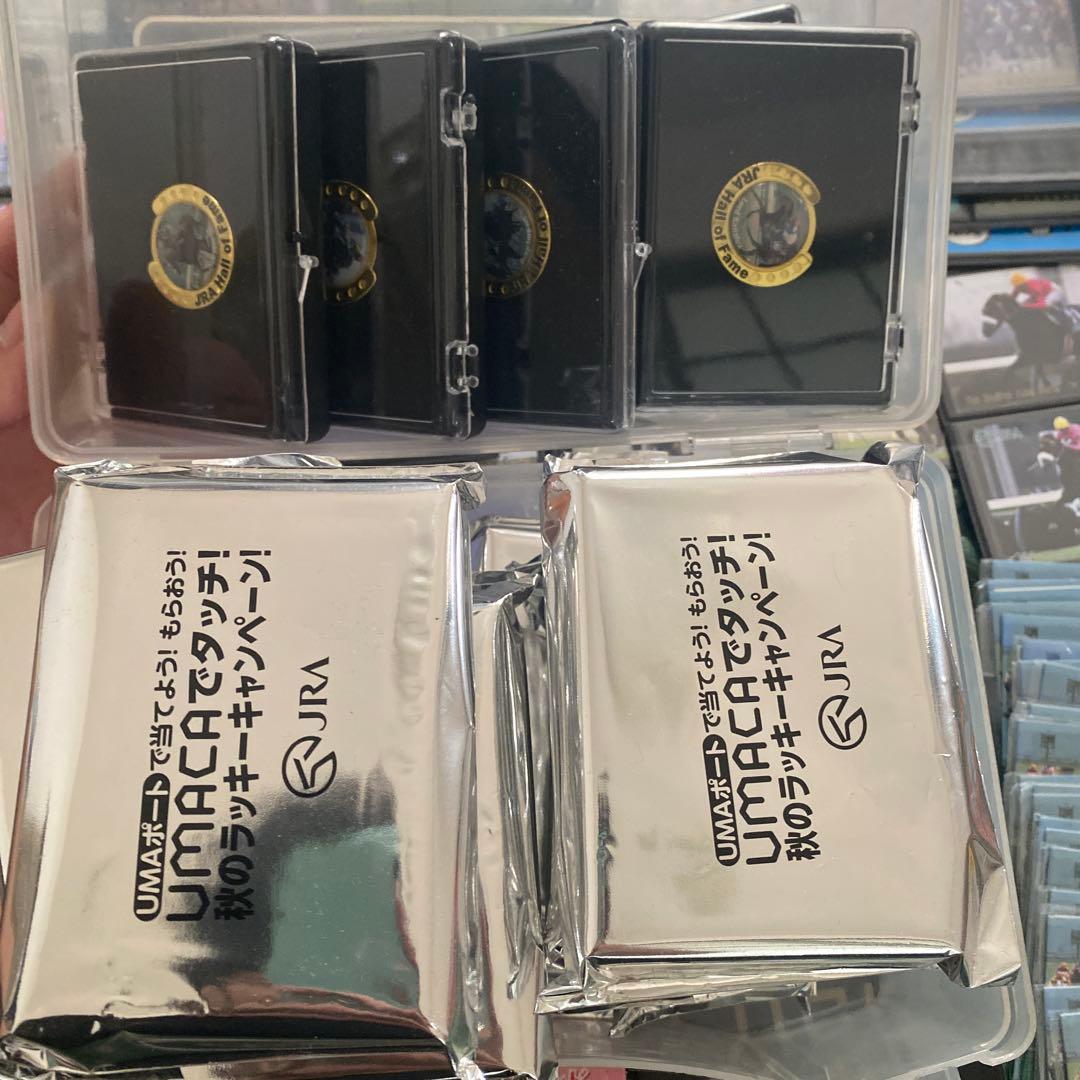 JRA Hall of Fame
JRA Hall of Fame
UMAポートで当てよう! もらおう!
UMACAでタッチ!
秋のラッキーキャンペーン!
JRA
UMAポートで当てよう! もらおう!
UMACAでタッチ!
秋のラッキーキャンペーン!
JRA